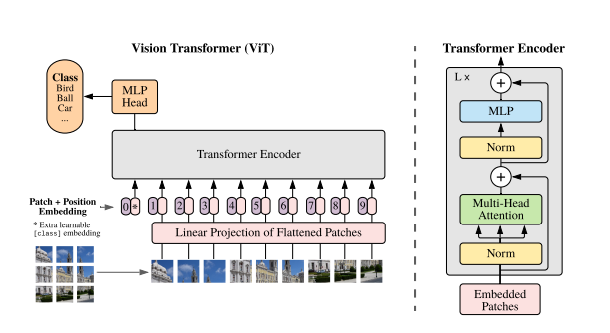 Vision Transformer (ViT)
Class
Bird
Ball
Car
...
MLP
Head
Transformer Encoder
Patch + Position
Embedding
0 * 1 2 3 4 5 6 7 8 9
* Extra learnable
[class] embedding
Linear Projection of Flattened Patches
Transformer Encoder
L ×
+
MLP
Norm
+
Multi-Head
Attention
Norm
Embedded
Patches